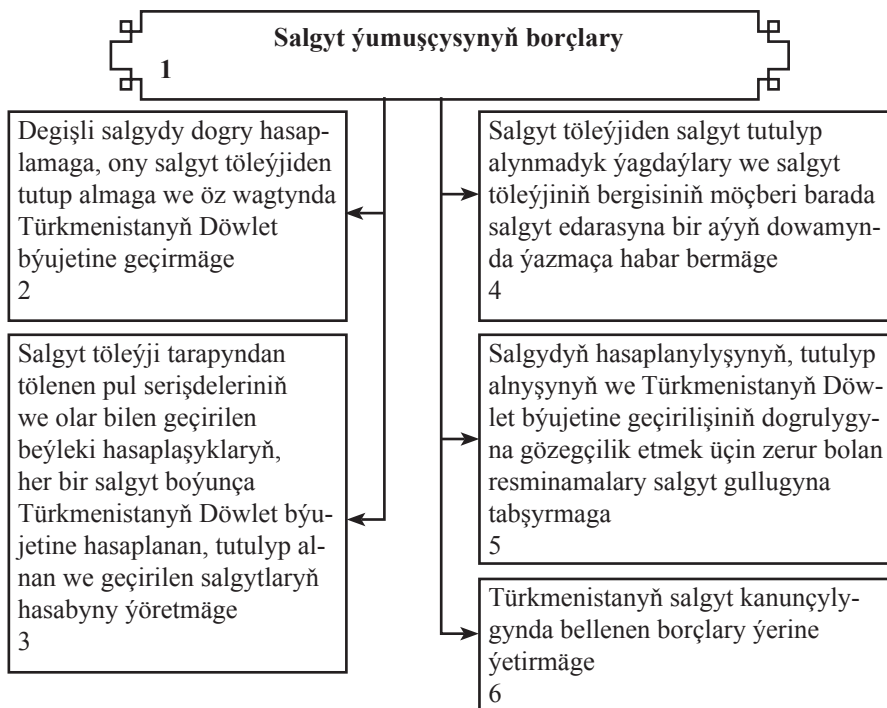 Salgyt ýumuşçysynyň borçlary
1
Degişli salgydy dogry hasap-
lamaga, ony salgyt töleýjiden
tutup almaga we öz wagtynda
Türkmenistanyň Döwlet
býujetine geçirmäge
2
Salgyt töleýji tarapyndan
tölenen pul serişdeleriniň
we olar bilen geçirilen
beýleki hasaplaşyklaryň,
her bir salgyt boýunça
Türkmenistanyň Döwlet býu-
jetine hasaplanan, tutulyp al-
nan we geçirilen salgytlaryň
hasabyny ýöretmäge
3
Salgyt töleýjiden salgyt tutulyp
alynmadyk ýagdaýlary we salgyt
töleýjiniň bergisiniň möçberi barada
salgyt edarasyna bir aýyň dowamyn-
da ýazmaça habar bermäge
4
Salgydyň hasaplanylyşynyň, tutulyp
alnyşynyň we Türkmenistanyň Döw-
let býujetine geçirilişiniň dogrulygy-
na gözegçilik etmek üçin zerur bolan
resminamalary salgyt gullugyna
tabşyrmaga
5
Türkmenistanyň salgyt kanunçyly-
gynda bellenen borçlary ýerine
ýetirmäge
6